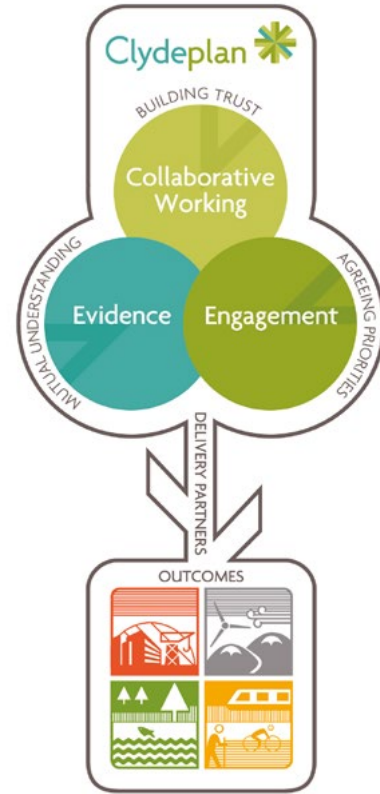 Clydeplan
BUILDING TRUST
Collaborative
Working
MUTUAL UNDERSTANDING
Evidence
Engagement
AGREEING PRIORITIES
DELIVERY PARTNERS
OUTCOMES